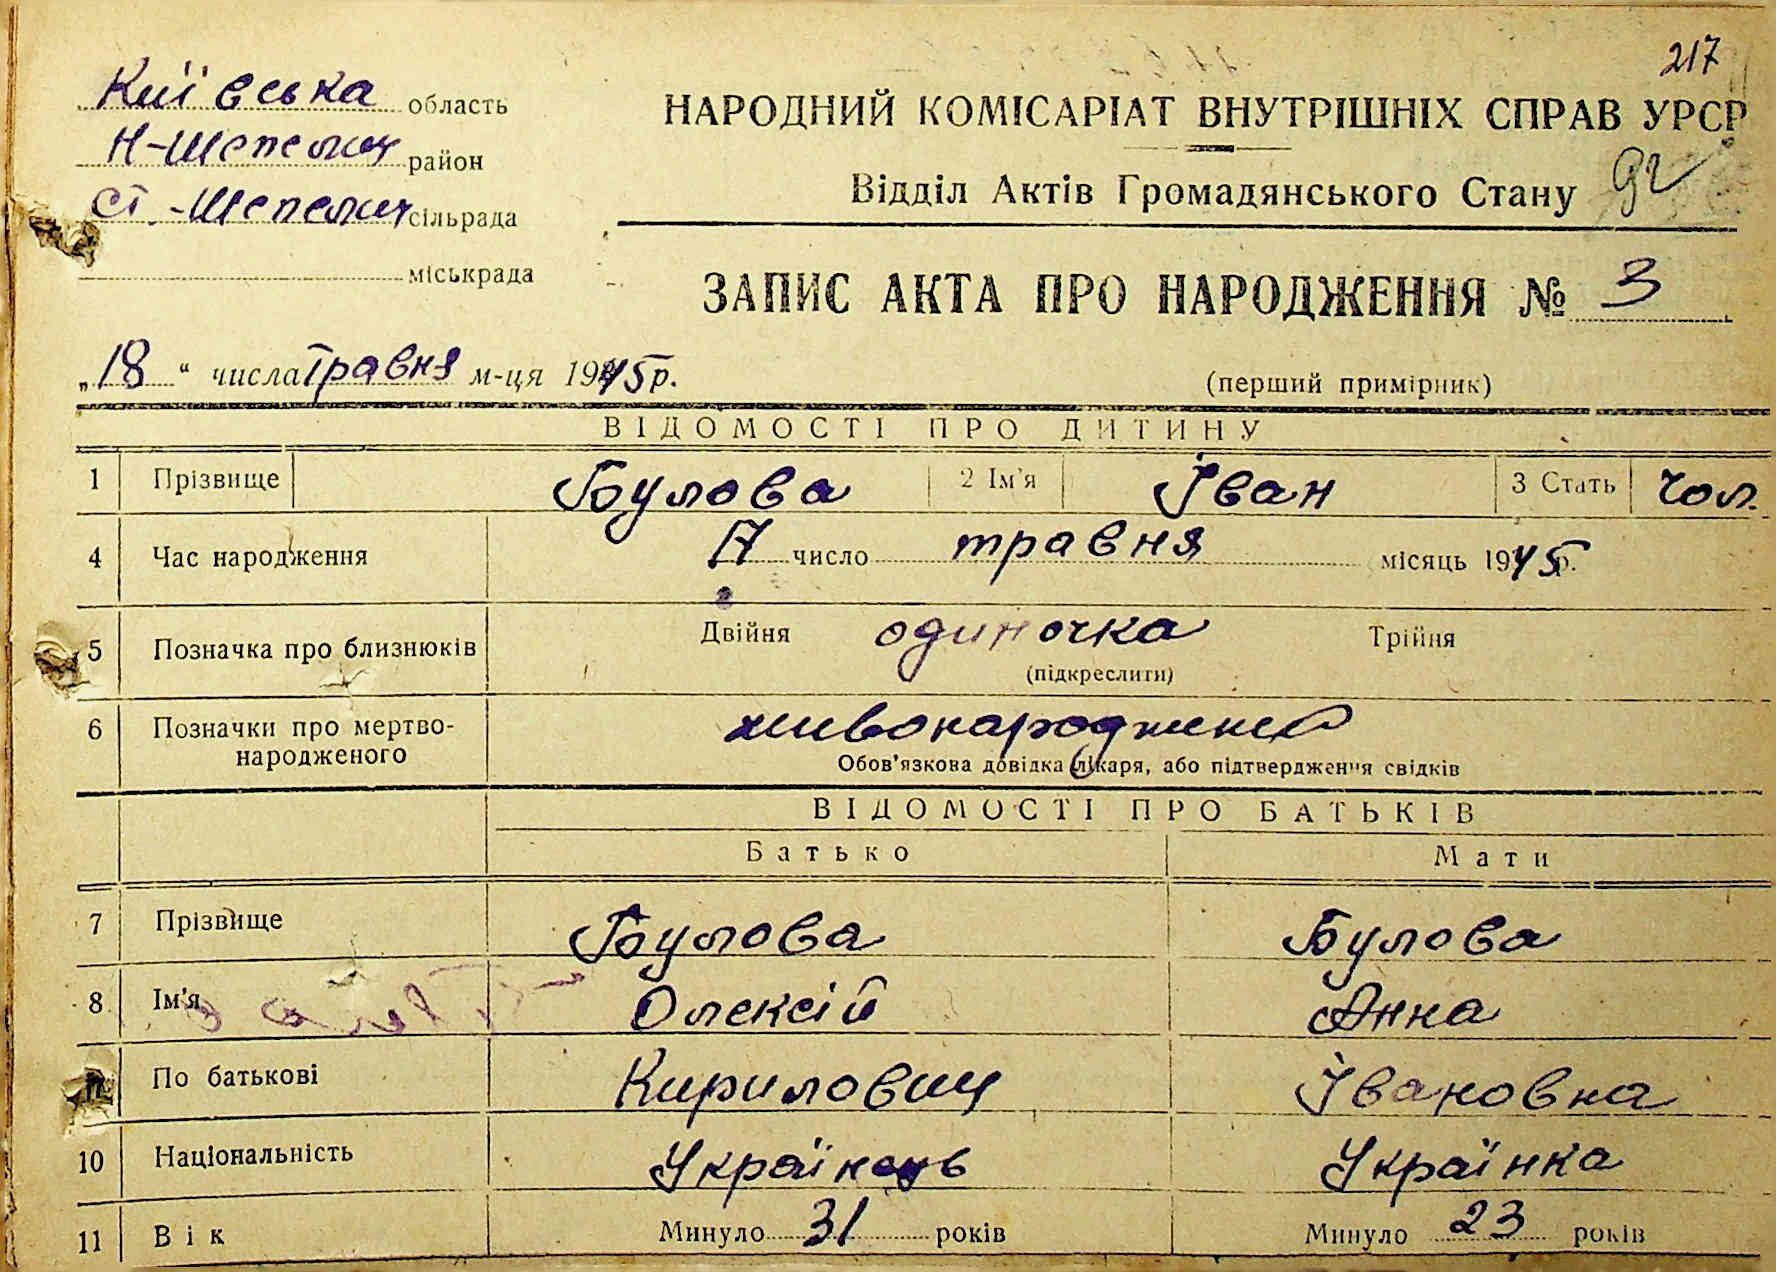 217
Київська область
Н-Шепелич район
Ст.-Шепелич сільрада
міськрада
НАРОДНИЙ КОМІСАРІАТ ВНУТРІШНІХ СПРАВ УРСР
Відділ Актів Громадянського Стану
ЗАПИС АКТА ПРО НАРОДЖЕННЯ № 3
„18“ числа травня м-ця 1945р.
(перший примірник)
ВІДОМОСТІ ПРО ДИТИНУ
1 Прізвище Булова 2 Ім'я Іван 3 Стать чол.
4 Час народження 17 число травня місяць 1945р.
5 Позначка про близнюків Двійня одиночка Трійня
(підкреслити)
6 Позначки про мертво-
народженого
Обов'язкова довідка лікаря, або підтвердження свідків
ВІДОМОСТІ ПРО БАТЬКІВ
Батько Мати
7 Прізвище Булова Булова
8 Ім'я Олексій Анна
По батькові Кирилович Івановна
10 Національність Українець Українка
11 Вік Минуло 31 років Минуло 23 років